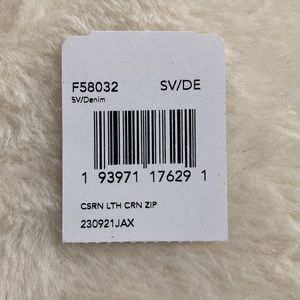 F58032 SV/DE
SV/Denim
1 93971 17629 1
CSRN LTH CRN ZIP
230921JAX